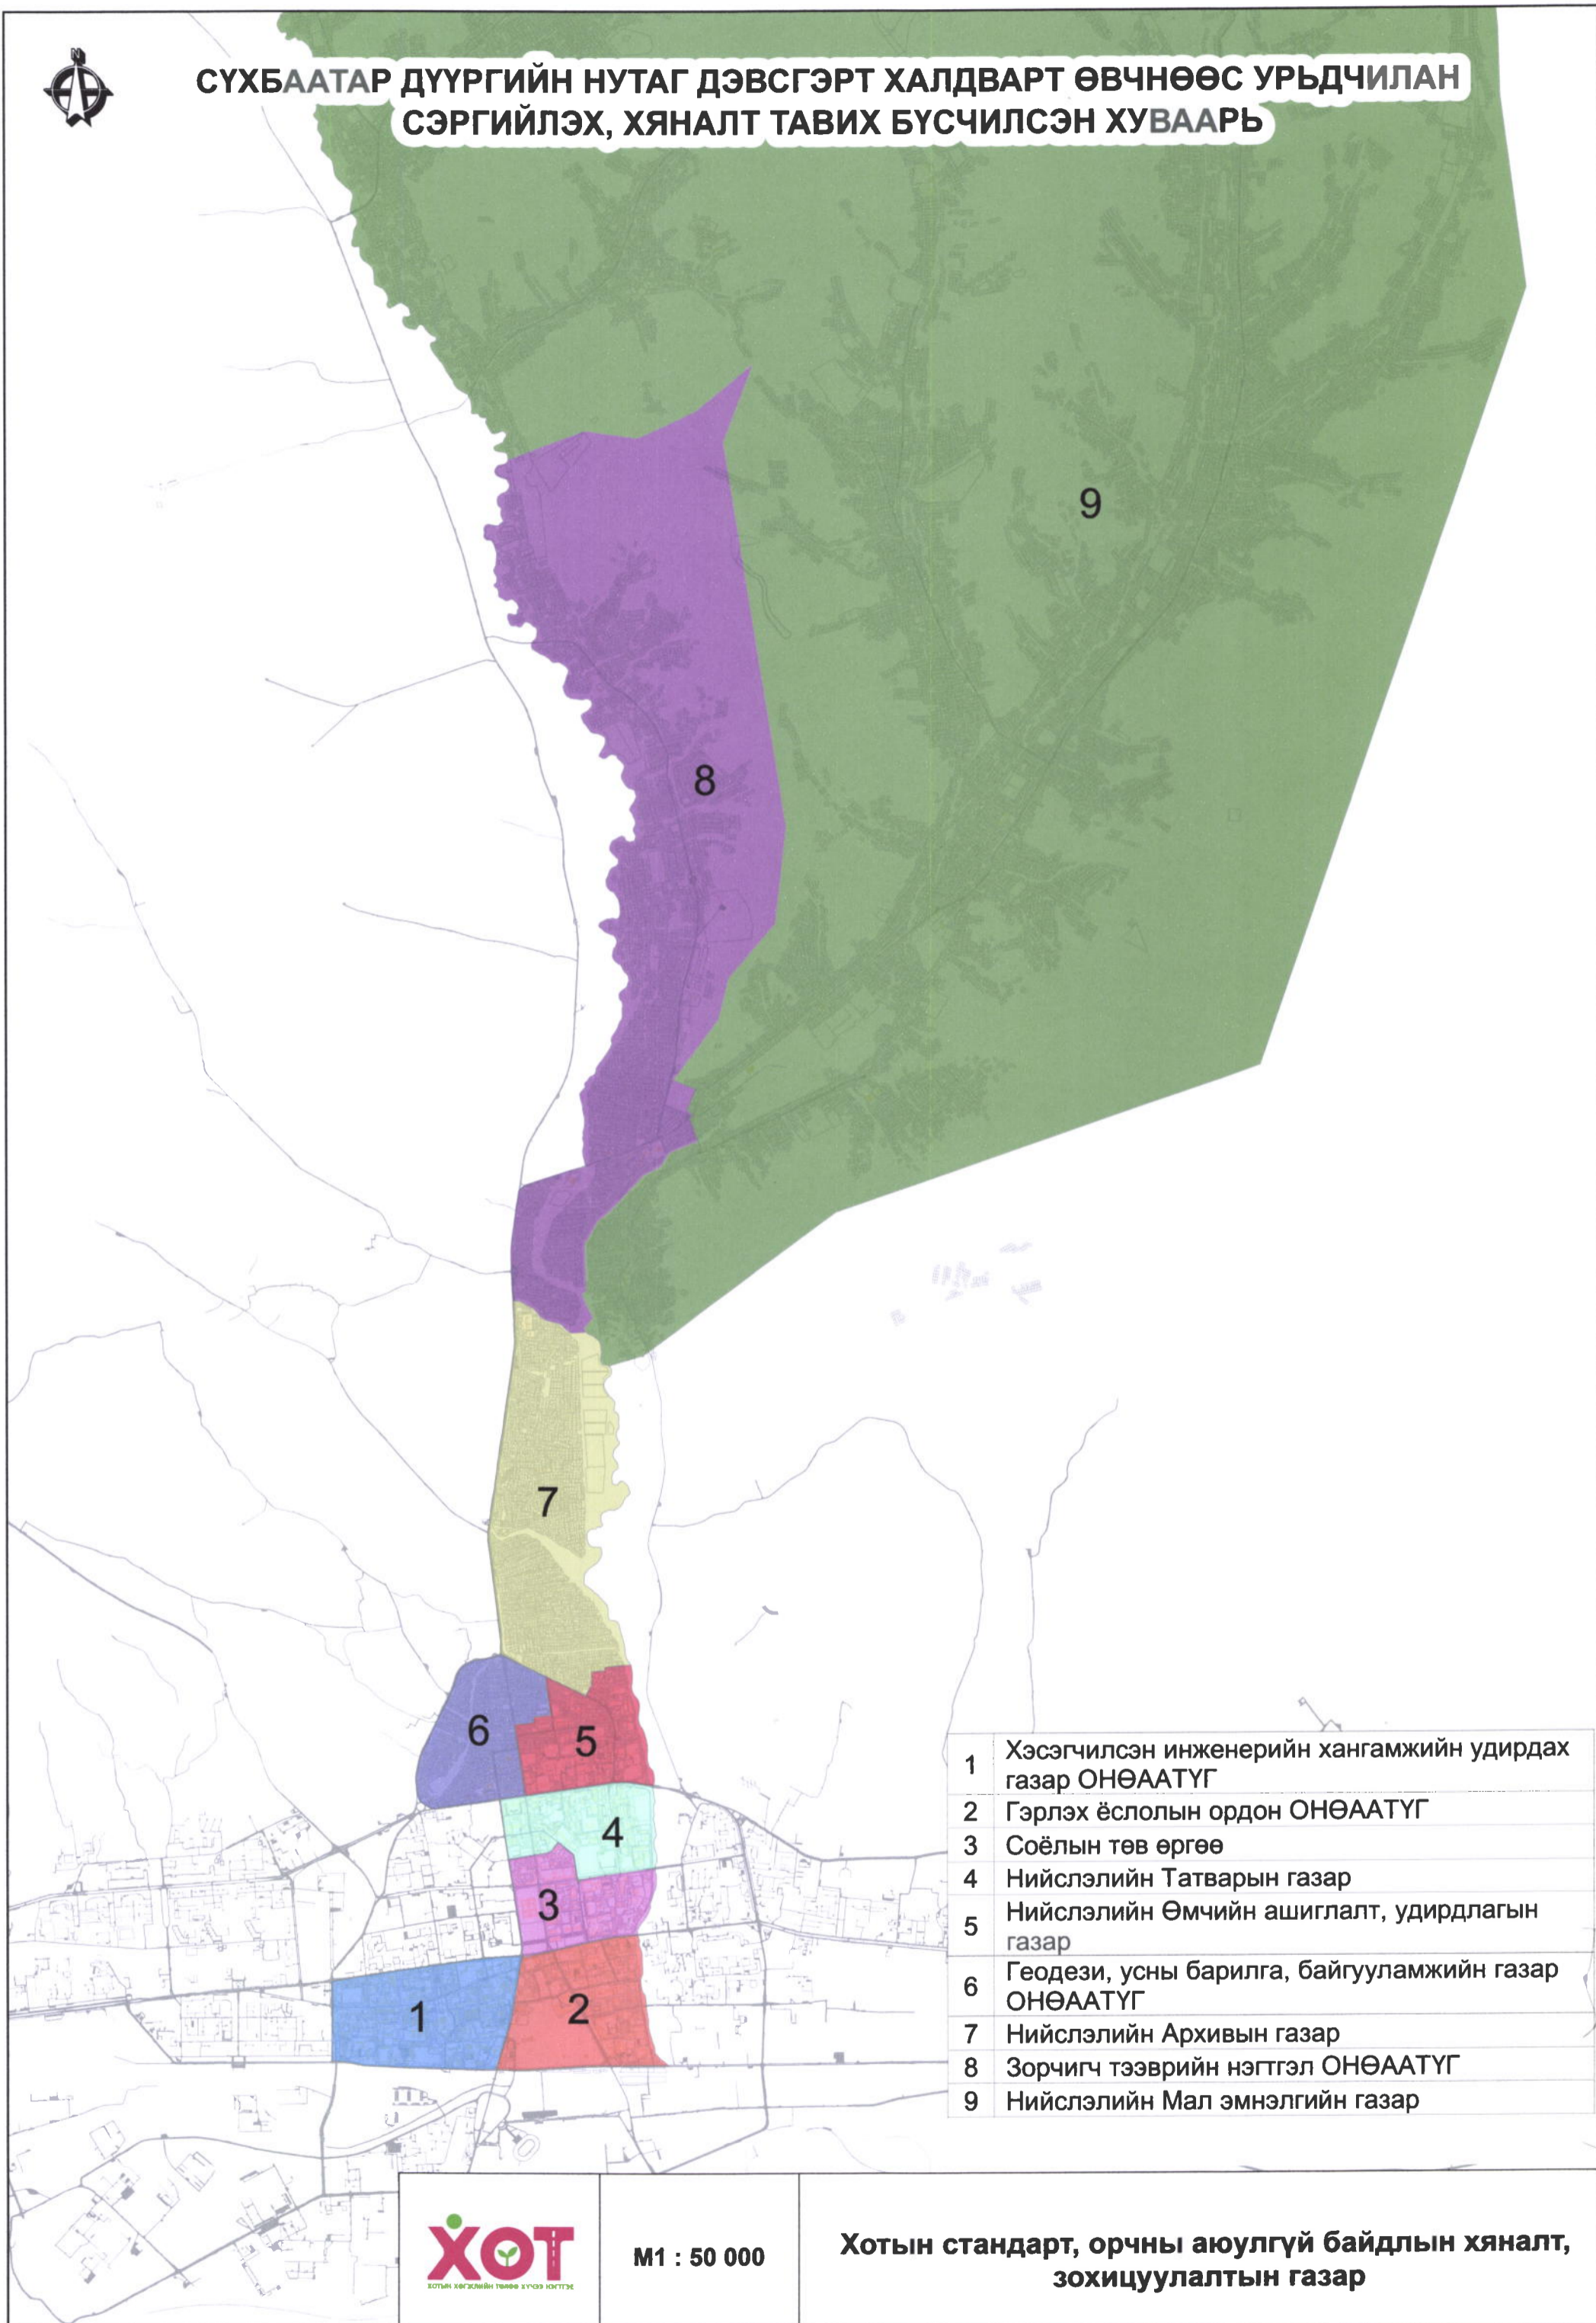 N
СҮХБААТАР ДҮҮРГИЙН НУТАГ ДЭВСГЭРТ ХАЛДВАРТ ӨВЧНӨӨС УРЬДЧИЛАН
СЭРГИЙЛЭХ, ХЯНАЛТ ТАВИХ БҮСЧИЛСЭН ХУВААРЬ
9
8
7
6
5
4
3
1
2
1 Хэсэгчилсэн инженерийн хангамжийн удирдах
газар ОНӨААТҮГ
2 Гэрлэх ёслолын ордон ОНӨААТҮГ
3 Соёлын төв өргөө
4 Нийслэлийн Татварын газар
5 Нийслэлийн Өмчийн ашиглалт, удирдлагын
газар
6 Геодези, усны барилга, байгууламжийн газар
ОНӨААТҮГ
7 Нийслэлийн Архивын газар
8 Зорчигч тээврийн нэгтгэл ОНӨААТҮГ
9 Нийслэлийн Мал эмнэлгийн газар
ХОТ
М1 : 50 000
Хотын стандарт, орчны аюулгүй байдлын хяналт,
зохицуулалтын газар